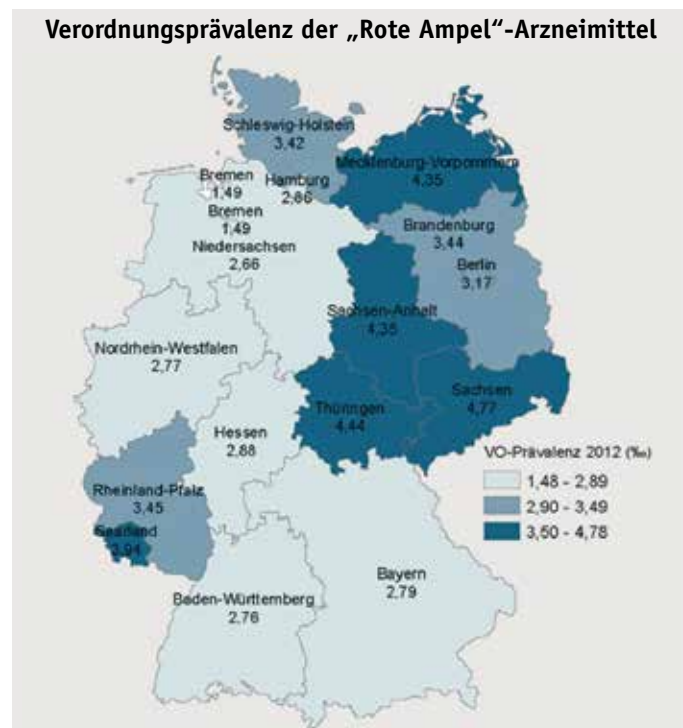 Verordnungsprävalenz der „Rote Ampel“-Arzneimittel
Schleswig-Holstein
3,42
Mecklenburg-Vorpommern
4,35
Bremen
1,49
Hamburg
2,86
Bremen
1,49
Niedersachsen
2,66
Brandenburg
3,44
Berlin
3,17
Sachsen-Anhalt
4,35
Nordrhein-Westfalen
2,77
Sachsen
4,77
Thüringen
4,44
Hessen
2,88
VO-Prävalenz 2012 (‰)
1,48 - 2,89
2,90 - 3,49
3,50 - 4,78
Rheinland-Pfalz
3,45
Saarland
3,94
Bayern
2,79
Baden-Württemberg
2,76